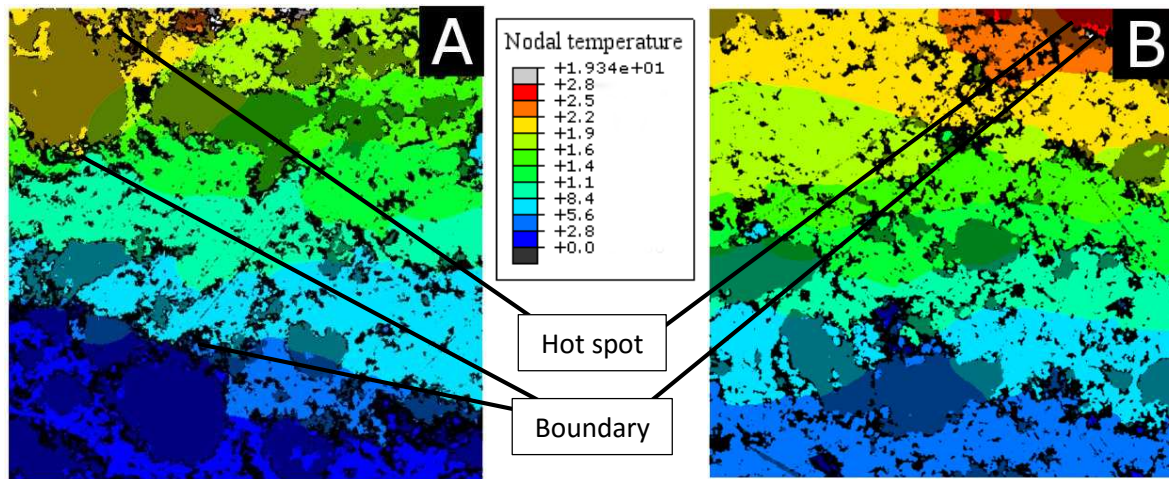 A
Nodal temperature
+1.934e+01
+2.8
+2.5
+2.2
+1.9
+1.6
+1.4
+1.1
+8.4
+5.6
+2.8
+0.0
B
Hot spot
Boundary